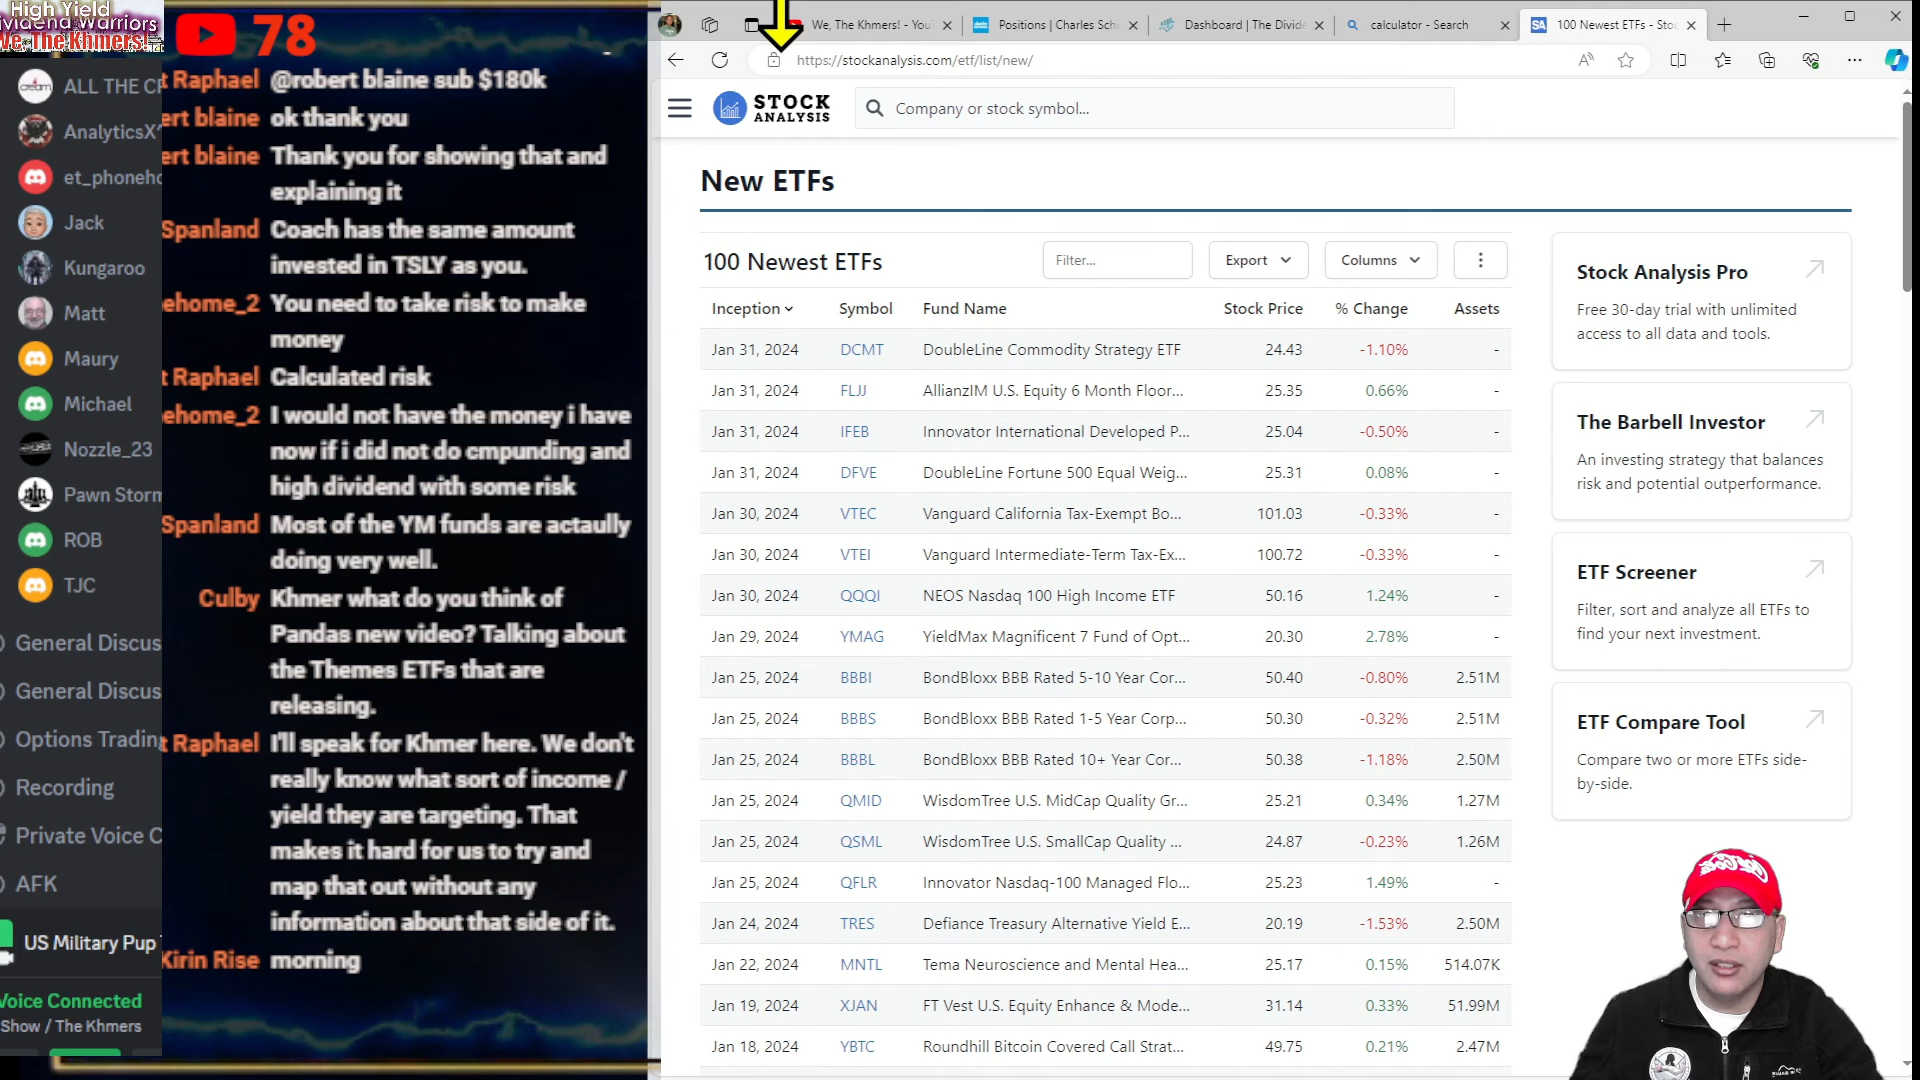 High Yield
Dividend Warriors
We, The Khmers!
ALL THE CR
AnalyticsX
et_phoneho
Jack
Kungaroo
Matt
Maury
Michael
Nozzle_23
Pawn Storm
ROB
TJC
General Discus
General Discus
Options Trading
Recording
Private Voice C
AFK
US Military Pup
Voice Connected
Show / The Khmers
78
t Raphael @robert blaine sub $180k
ert blaine ok thank you
ert blaine Thank you for showing that and
explaining it
Spanland Coach has the same amount
invested in TSLY as you.
ehome_2 You need to take risk to make
money
t Raphael Calculated risk
ehome_2 I would not have the money i have
now if i did not do cmpunding and
high dividend with some risk
Spanland Most of the YM funds are actaully
doing very well.
Culby Khmer what do you think of
Pandas new video? Talking about
the Themes ETFs that are
releasing.
t Raphael I'll speak for Khmer here. We don't
really know what sort of income /
yield they are targeting. That
makes it hard for us to try and
map that out without any
information about that side of it.
Kirin Rise morning
We, The Khmers! - You
Positions | Charles Sch
Dashboard | The Divide
calculator - Search
100 Newest ETFs - Stoc
https://stockanalysis.com/etf/list/new/
STOCK
ANALYSIS
Company or stock symbol...
New ETFs
100 Newest ETFs
Filter...
Export
Columns
Inception Symbol Fund Name Stock Price % Change Assets
Jan 31, 2024 DCMT DoubleLine Commodity Strategy ETF 24.43 -1.10% -
Jan 31, 2024 FLJJ AllianzIM U.S. Equity 6 Month Floor... 25.35 0.66% -
Jan 31, 2024 IFEB Innovator International Developed P... 25.04 -0.50% -
Jan 31, 2024 DFVE DoubleLine Fortune 500 Equal Weig... 25.31 0.08% -
Jan 30, 2024 VTEC Vanguard California Tax-Exempt Bo... 101.03 -0.33% -
Jan 30, 2024 VTEI Vanguard Intermediate-Term Tax-Ex... 100.72 -0.33% -
Jan 30, 2024 QQQI NEOS Nasdaq 100 High Income ETF 50.16 1.24% -
Jan 29, 2024 YMAG YieldMax Magnificent 7 Fund of Opt... 20.30 2.78% -
Jan 25, 2024 BBBI BondBloxx BBB Rated 5-10 Year Cor... 50.40 -0.80% 2.51M
Jan 25, 2024 BBBS BondBloxx BBB Rated 1-5 Year Corp... 50.30 -0.32% 2.51M
Jan 25, 2024 BBBL BondBloxx BBB Rated 10+ Year Cor... 50.38 -1.18% 2.50M
Jan 25, 2024 QMID WisdomTree U.S. MidCap Quality Gr... 25.21 0.34% 1.27M
Jan 25, 2024 QSML WisdomTree U.S. SmallCap Quality ... 24.87 -0.23% 1.26M
Jan 25, 2024 QFLR Innovator Nasdaq-100 Managed Flo... 25.23 1.49% -
Jan 24, 2024 TRES Defiance Treasury Alternative Yield E... 20.19 -1.53% 2.50M
Jan 22, 2024 MNTL Tema Neuroscience and Mental Hea... 25.17 0.15% 514.07K
Jan 19, 2024 XJAN FT Vest U.S. Equity Enhance & Mode... 31.14 0.33% 51.99M
Jan 18, 2024 YBTC Roundhill Bitcoin Covered Call Strat... 49.75 0.21% 2.47M
Stock Analysis Pro
Free 30-day trial with unlimited
access to all data and tools.
The Barbell Investor
An investing strategy that balances
risk and potential outperformance.
ETF Screener
Filter, sort and analyze all ETFs to
find your next investment.
ETF Compare Tool
Compare two or more ETFs side-
by-side.